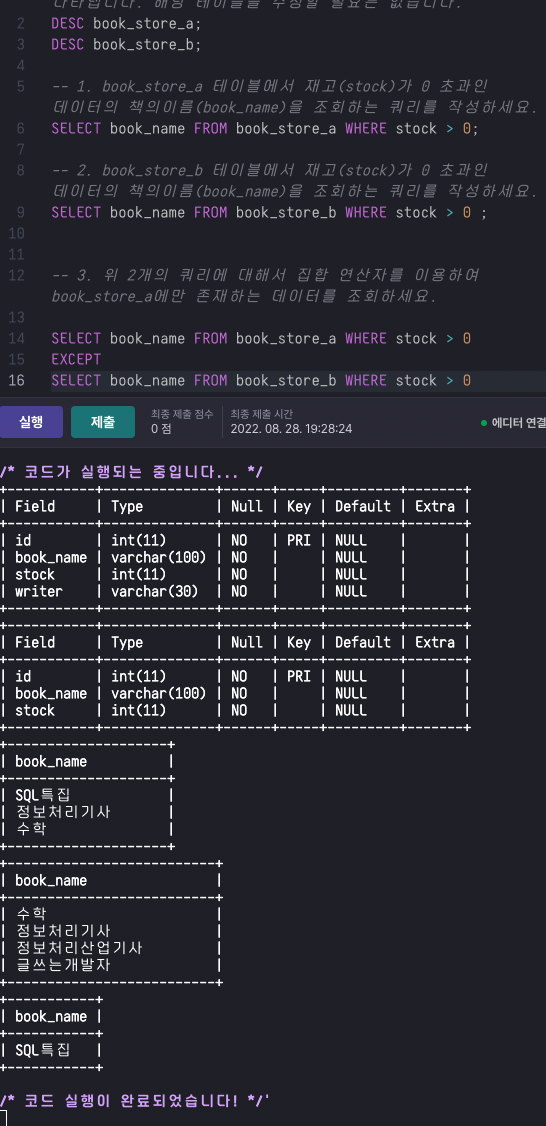 나타납니다. 해당 테이블을 수정할 필요는 없습니다.
2 DESC book_store_a;
3 DESC book_store_b;
4
5 -- 1. book_store_a 테이블에서 재고(stock)가 0 초과인
데이터의 책의이름(book_name)을 조회하는 쿼리를 작성하세요.
6 SELECT book_name FROM book_store_a WHERE stock > 0;
7
8 -- 2. book_store_b 테이블에서 재고(stock)가 0 초과인
데이터의 책의이름(book_name)을 조회하는 쿼리를 작성하세요.
9 SELECT book_name FROM book_store_b WHERE stock > 0 ;
10
11
12 -- 3. 위 2개의 쿼리에 대해서 집합 연산자를 이용하여
book_store_a에만 존재하는 데이터를 조회하세요.
13
14 SELECT book_name FROM book_store_a WHERE stock > 0
15 EXCEPT
16 SELECT book_name FROM book_store_b WHERE stock > 0
실행 제출 최종 제출 점수 최종 제출 시간
0 점 2022. 08. 28. 19:28:24 에디터 연결
/* 코드가 실행되는 중입니다... */
+-----------+--------------+------+-----+---------+-------+
| Field | Type | Null | Key | Default | Extra |
+-----------+--------------+------+-----+---------+-------+
| id | int(11) | NO | PRI | NULL | |
| book_name | varchar(100) | NO | | NULL | |
| stock | int(11) | NO | | NULL | |
| writer | varchar(30) | NO | | NULL | |
+-----------+--------------+------+-----+---------+-------+
+-----------+--------------+------+-----+---------+-------+
| Field | Type | Null | Key | Default | Extra |
+-----------+--------------+------+-----+---------+-------+
| id | int(11) | NO | PRI | NULL | |
| book_name | varchar(100) | NO | | NULL | |
| stock | int(11) | NO | | NULL | |
+-----------+--------------+------+-----+---------+-------+
+--------------------+
| book_name |
+--------------------+
| SQL특집 |
| 정보처리기사 |
| 수학 |
+--------------------+
+--------------------------+
| book_name |
+--------------------------+
| 수학 |
| 정보처리기사 |
| 정보처리산업기사 |
| 글쓰는개발자 |
+--------------------------+
+-----------+
| book_name |
+-----------+
| SQL특집 |
+-----------+
/* 코드 실행이 완료되었습니다! */'